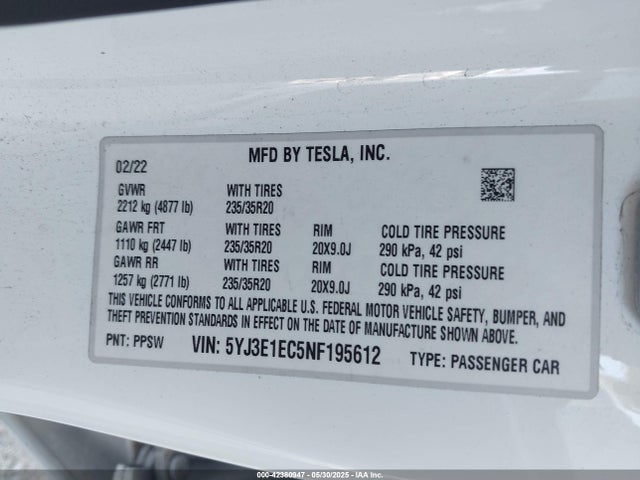 MFD BY TESLA, INC.
02/22
GVWR WITH TIRES
2212 kg (4877 lb) 235/35R20
GAWR FRT WITH TIRES RIM COLD TIRE PRESSURE
1110 kg (2447 lb) 235/35R20 20X9.0J 290 kPa, 42 psi
GAWR RR WITH TIRES RIM COLD TIRE PRESSURE
1257 kg (2771 lb) 235/35R20 20X9.0J 290 kPa, 42 psi
THIS VEHICLE CONFORMS TO ALL APPLICABLE U.S. FEDERAL MOTOR VEHICLE SAFETY, BUMPER, AND
THEFT PREVENTION STANDARDS IN EFFECT ON THE DATE OF MANUFACTURE SHOWN ABOVE.
PNT: PPSW VIN: 5YJ3E1EC5NF195612 TYPE: PASSENGER CAR
000-42380947 - 05/30/2025 - IAA, Inc.